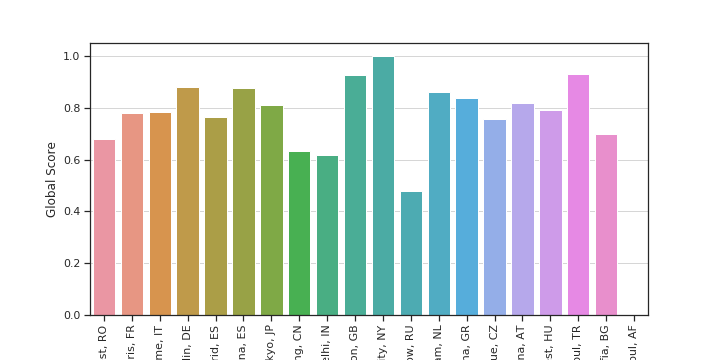 1.0
0.8
0.6
0.4
0.2
0.0
Global Score
st, RO
ris, FR
me, IT
lin, DE
rid, ES
na, ES
kyo, JP
ng, CN
elhi, IN
on, GB
ity, NY
ow, RU
am, NL
na, GR
ue, CZ
na, AT
st, HU
ul, TR
fia, BG
ul, AF